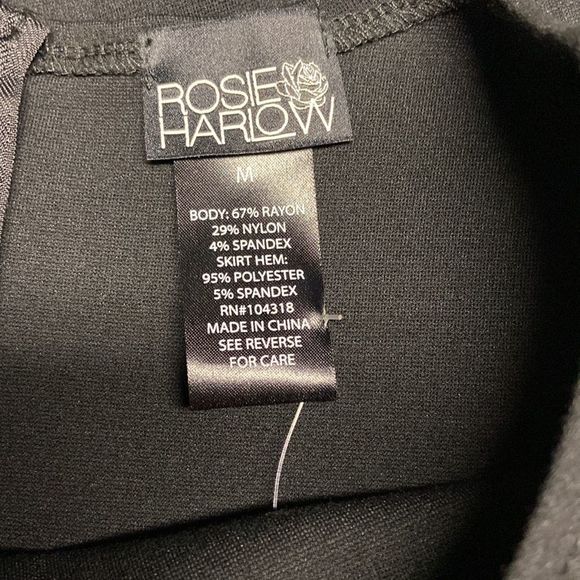 ROSIE
HARLOW
M
BODY: 67% RAYON
29% NYLON
4% SPANDEX
SKIRT HEM:
95% POLYESTER
5% SPANDEX
RN#104318
MADE IN CHINA
SEE REVERSE
FOR CARE